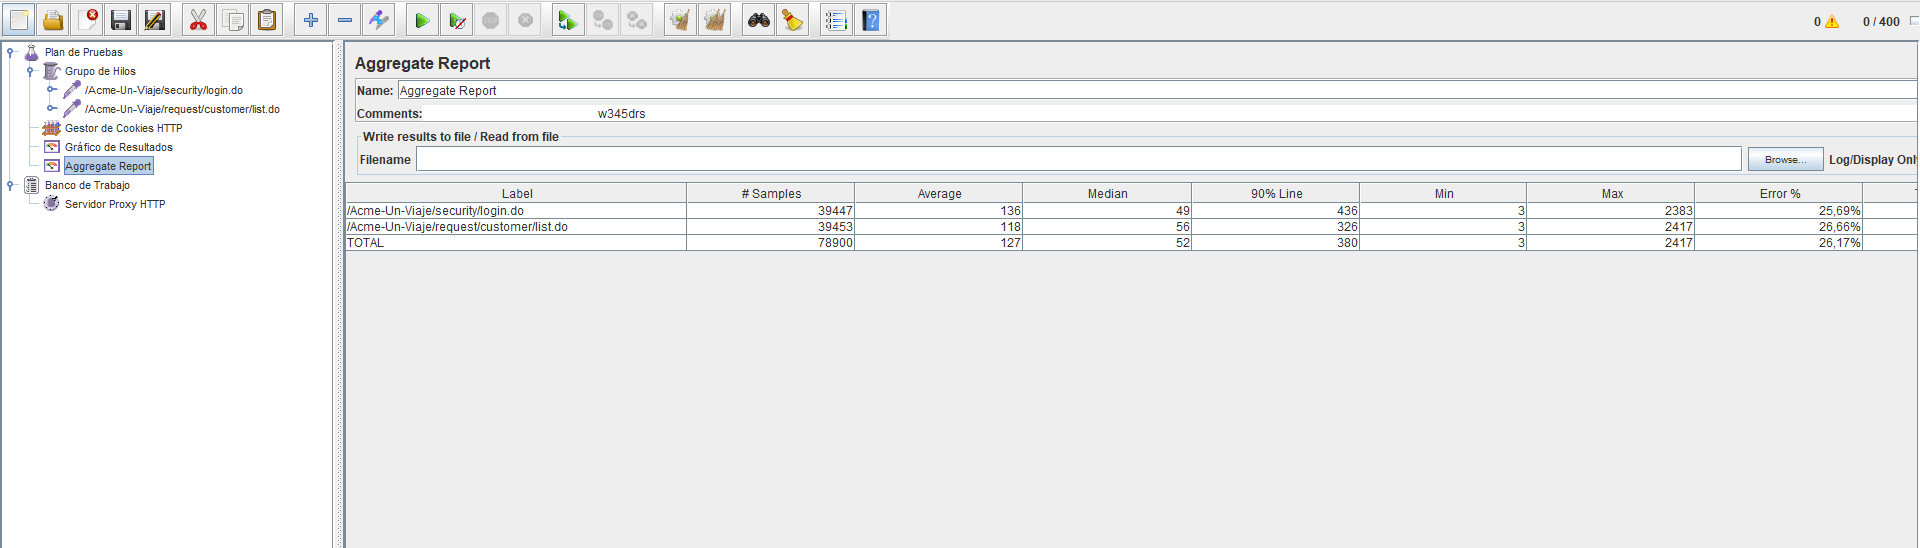 0 0 / 400
Plan de Pruebas
Grupo de Hilos
/Acme-Un-Viaje/security/login.do
/Acme-Un-Viaje/request/customer/list.do
Gestor de Cookies HTTP
Gráfico de Resultados
Aggregate Report
Banco de Trabajo
Servidor Proxy HTTP
Aggregate Report
Name: Aggregate Report
Comments: w345drs
Write results to file / Read from file
Filename Browse... Log/Display Onl
Label # Samples Average Median 90% Line Min Max Error %
/Acme-Un-Viaje/security/login.do 39447 136 49 436 3 2383 25,69%
/Acme-Un-Viaje/request/customer/list.do 39453 118 56 326 3 2417 26,66%
TOTAL 78900 127 52 380 3 2417 26,17%